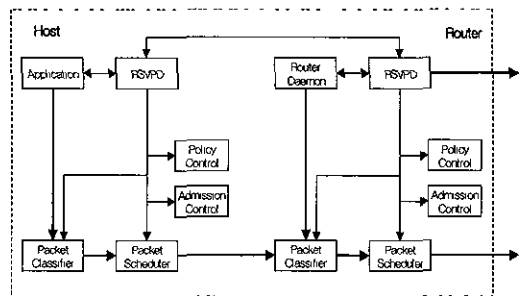 Host
Router
Application
RSVPD
Router
Daemon
RSVPD
Policy
Control
Policy
Control
Admission
Control
Admission
Control
Packet
Classifier
Packet
Scheduler
Packet
Classifier
Packet
Scheduler